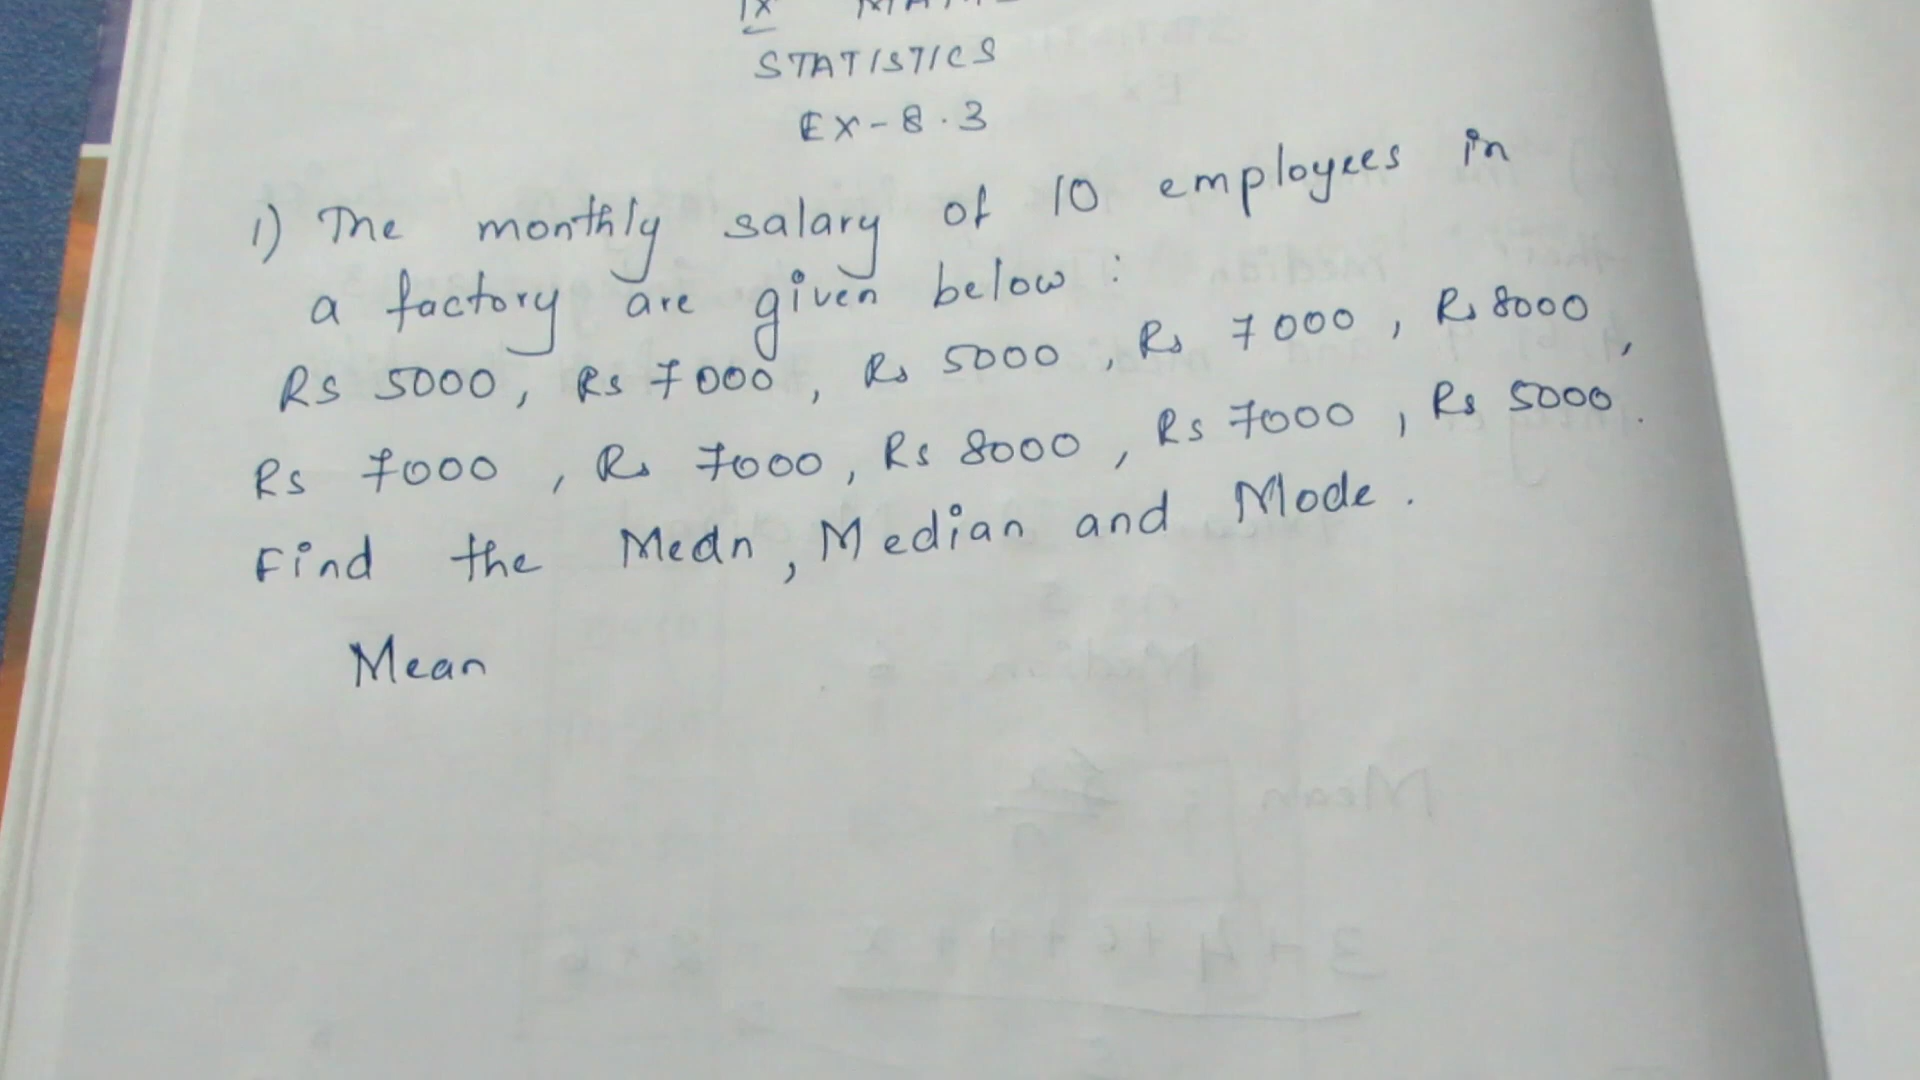 IX
STATISTICS
EX-8.3
1) The monthly salary of 10 employees in
a factory are given below:
Rs 5000, Rs 7000, Rs 5000, Rs 7000, Rs 8000,
Rs 7000, Rs 7000, Rs 8000, Rs 7000, Rs 5000.
Find the Mean, Median and Mode.
Mean